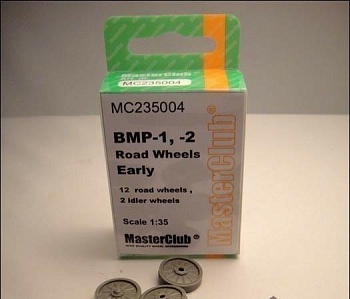 MasterClub®
MC235004
MC235004
BMP-1, -2
Road Wheels
Early
12 road wheels,
2 idler wheels
Scale 1:35
MasterClub®
MasterClub®